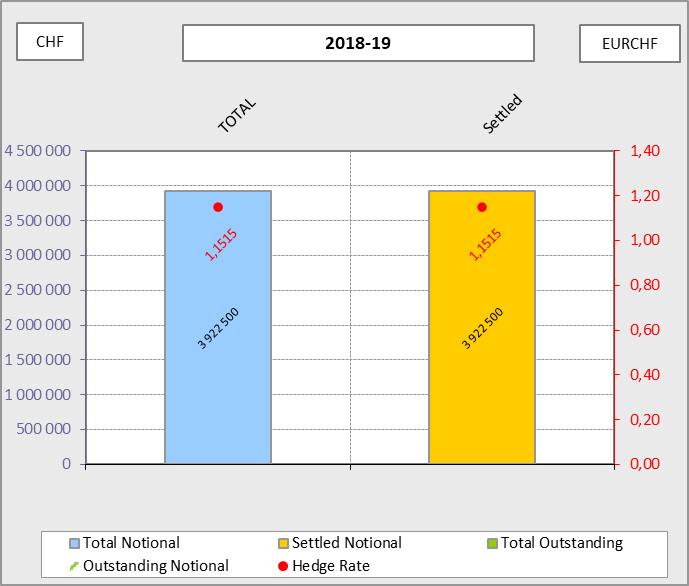 CHF
2018-19
EURCHF
TOTAL
Settled
4 500 000
4 000 000
3 500 000
3 000 000
2 500 000
2 000 000
1 500 000
1 000 000
500 000
0
1,1515
3 922 500
1,1515
3 922 500
1,40
1,20
1,00
0,80
0,60
0,40
0,20
0,00
Total Notional
Settled Notional
Total Outstanding
Outstanding Notional
Hedge Rate